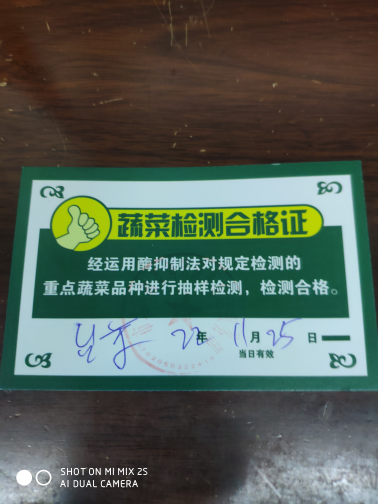 蔬菜检测合格证
经运用酶抑制法对规定检测的
重点蔬菜品种进行抽样检测，检测合格。
22年 11月25日
当日有效
SHOT ON MI MIX 2S
AI DUAL CAMERA